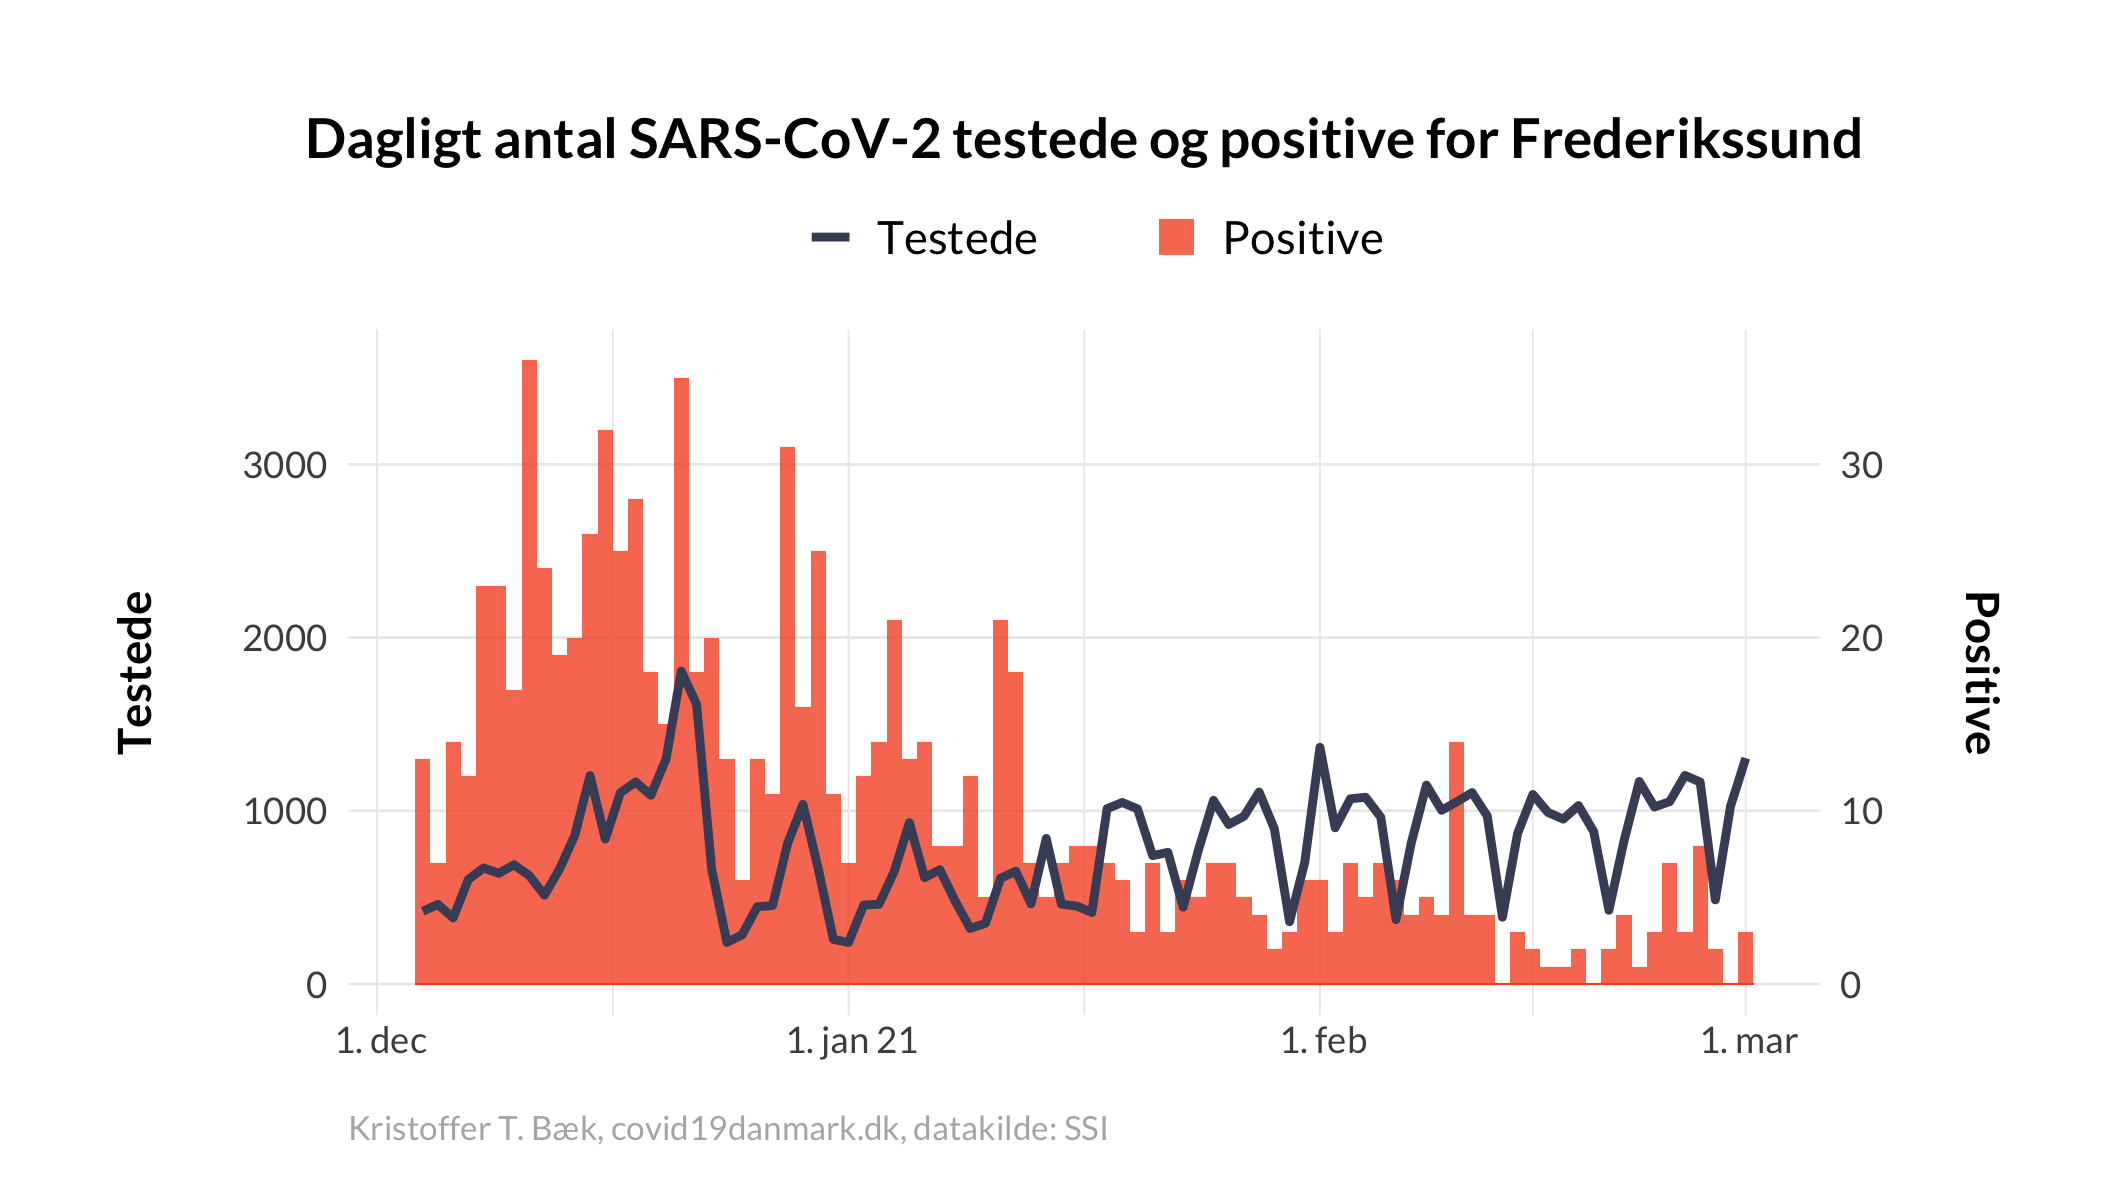 Dagligt antal SARS-CoV-2 testede og positive for Frederikssund
Testede
Positive
3000
2000
1000
0
Testede
30
20
10
0
Positive
1. dec
1. jan 21
1. feb
1. mar
Kristoffer T. Bæk, covid19danmark.dk, datakilde: SSI